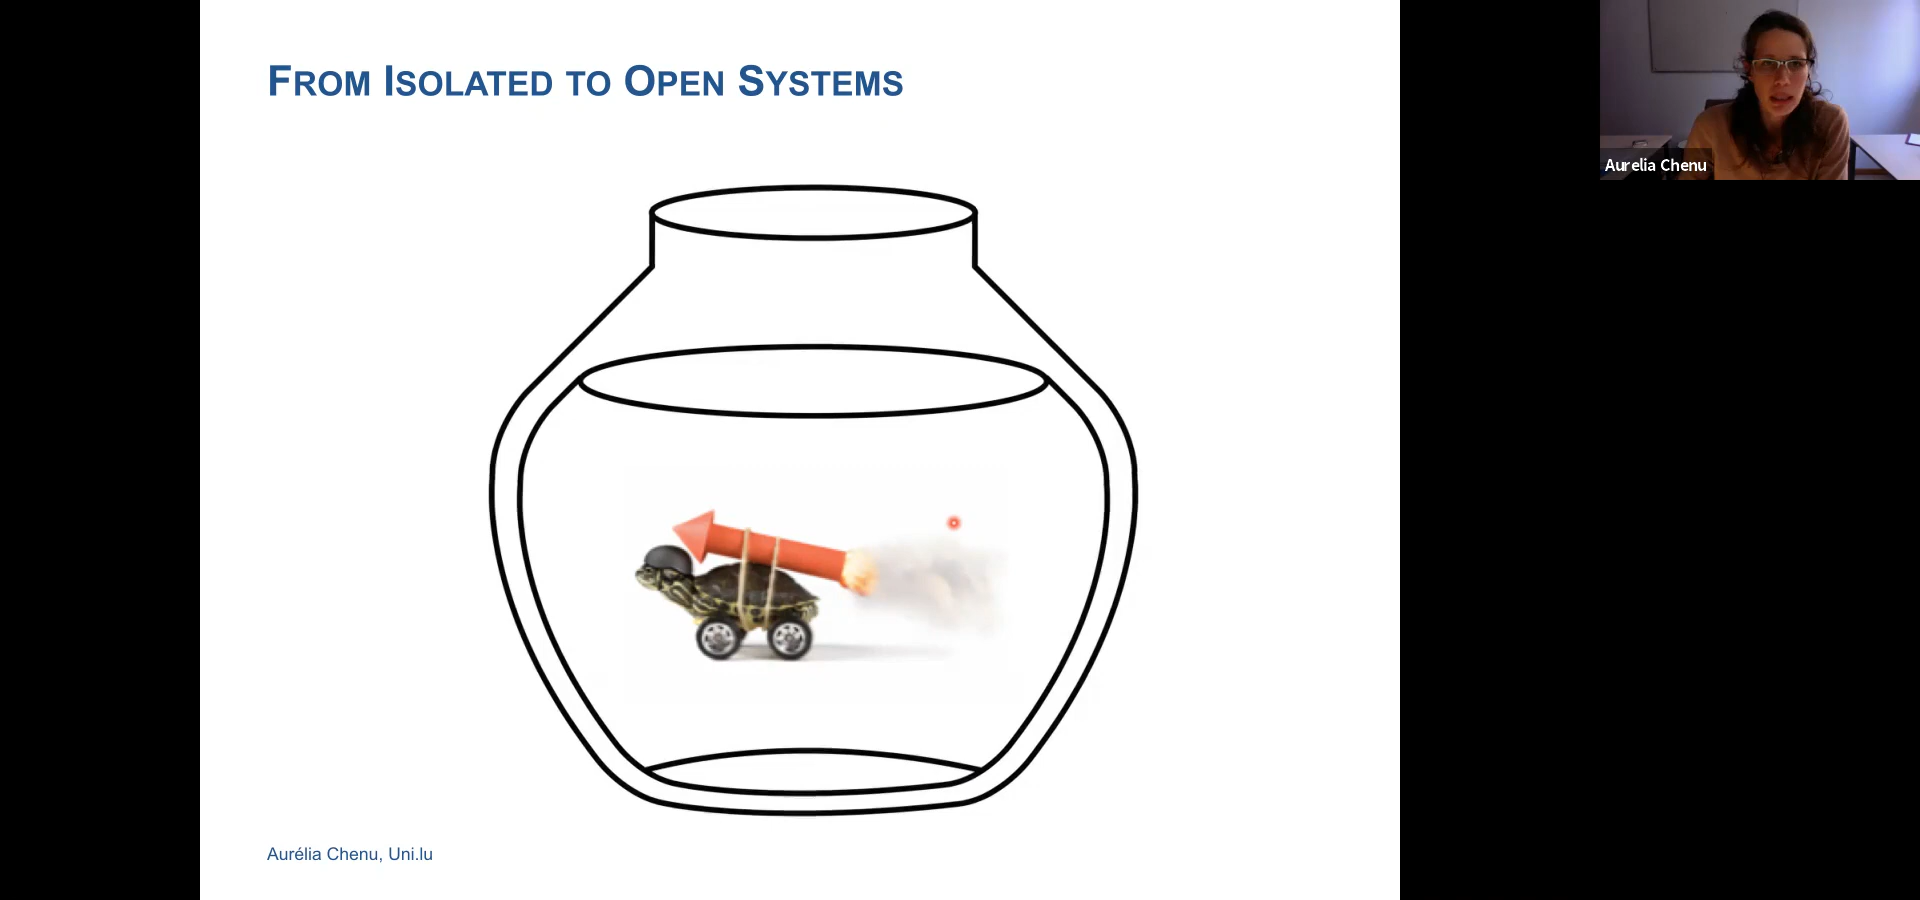 FROM ISOLATED TO OPEN SYSTEMS
Aurelia Chenu
Aurélia Chenu, Uni.lu